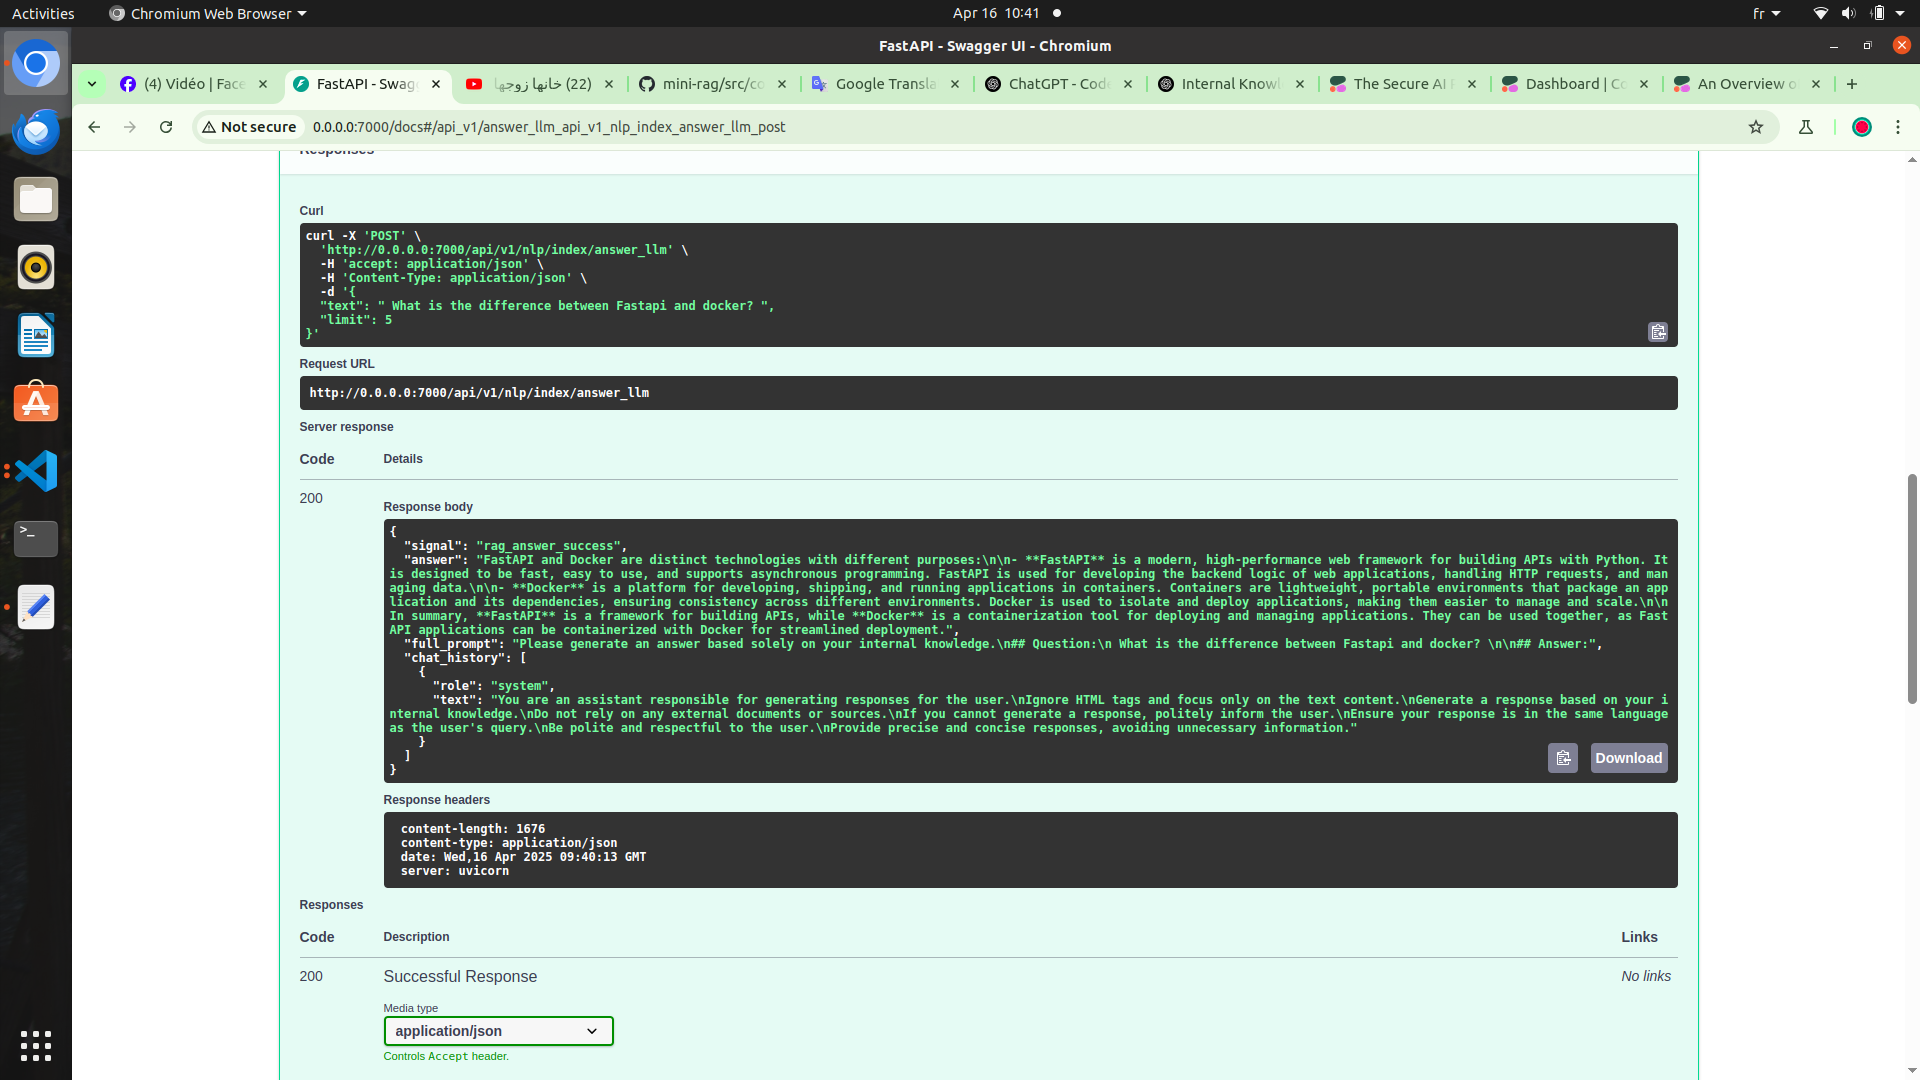 Activities
Chromium Web Browser
Apr 16 10:41
fr
FastAPI - Swagger UI - Chromium
(4) Vidéo | Face
FastAPI - Swag
(22) خانها زوجها
mini-rag/src/co
Google Transla
ChatGPT - Code
Internal Knowl
The Secure AI
Dashboard | Co
An Overview o
Not secure
0.0.0.0:7000/docs#/api_v1/answer_llm_api_v1_nlp_index_answer_llm_post
Responses
Curl
curl -X 'POST' \
'http://0.0.0.0:7000/api/v1/nlp/index/answer_llm' \
-H 'accept: application/json' \
-H 'Content-Type: application/json' \
-d '{
"text": " What is the difference between Fastapi and docker? ",
"limit": 5
}'
Request URL
http://0.0.0.0:7000/api/v1/nlp/index/answer_llm
Server response
Code Details
200
Response body
{
"signal": "rag_answer_success",
"answer": "FastAPI and Docker are distinct technologies with different purposes:\n\n- **FastAPI** is a modern, high-performance web framework for building APIs with Python. It
is designed to be fast, easy to use, and supports asynchronous programming. FastAPI is used for developing the backend logic of web applications, handling HTTP requests, and man
aging data.\n\n- **Docker** is a platform for developing, shipping, and running applications in containers. Containers are lightweight, portable environments that package an app
lication and its dependencies, ensuring consistency across different environments. Docker is used to isolate and deploy applications, making them easier to manage and scale.\n\n
In summary, **FastAPI** is a framework for building APIs, while **Docker** is a containerization tool for deploying and managing applications. They can be used together, as Fast
API applications can be containerized with Docker for streamlined deployment.",
"full_prompt": "Please generate an answer based solely on your internal knowledge.\n## Question:\n What is the difference between Fastapi and docker? \n\n## Answer:",
"chat_history": [
{
"role": "system",
"text": "You are an assistant responsible for generating responses for the user.\nIgnore HTML tags and focus only on the text content.\nGenerate a response based on your i
nternal knowledge.\nDo not rely on any external documents or sources.\nIf you cannot generate a response, politely inform the user.\nEnsure your response is in the same language
as the user's query.\nBe polite and respectful to the user.\nProvide precise and concise responses, avoiding unnecessary information."
}
]
}
Download
Response headers
content-length: 1676
content-type: application/json
date: Wed,16 Apr 2025 09:40:13 GMT
server: uvicorn
Responses
Code Description Links
200 Successful Response No links
Media type
application/json
Controls Accept header.